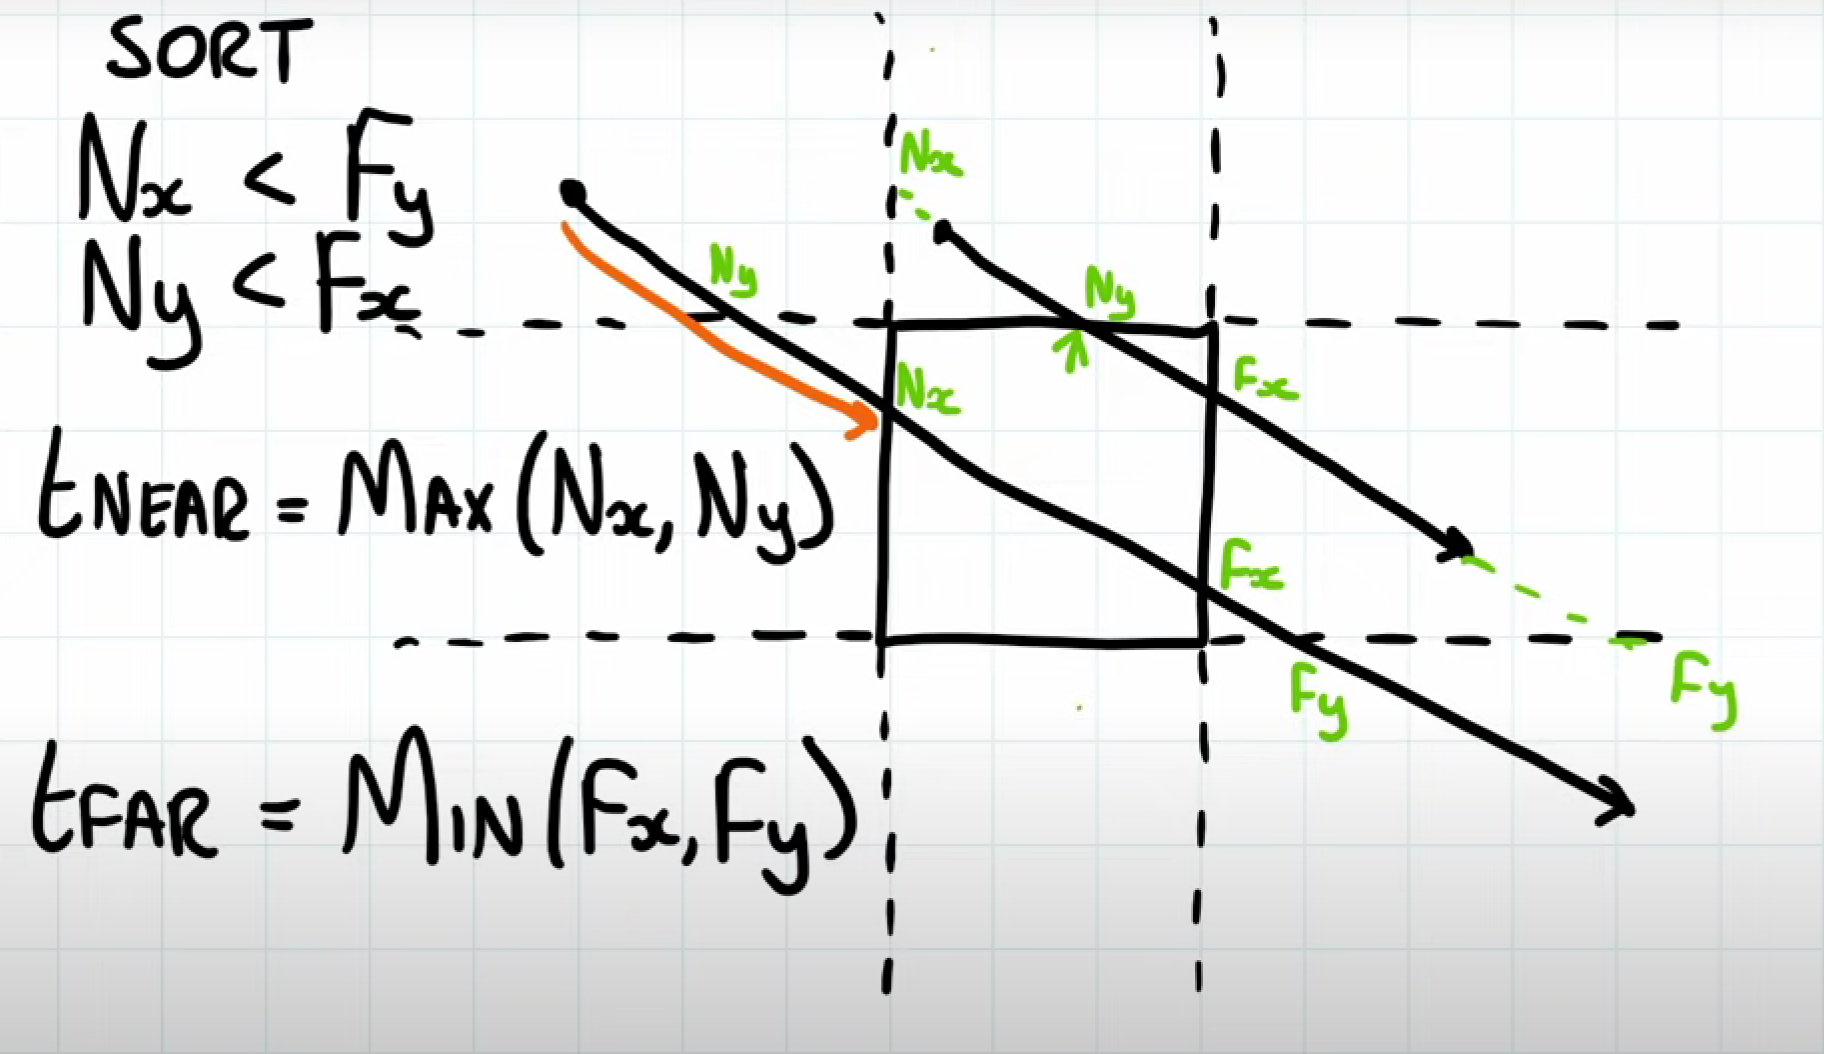 SORT
Nx < Fy
Ny < Fx
tNEAR = MAX(Nx, Ny)
tFAR = MIN(Fx, Fy)
Nx
Ny
Ny
Fx
Nx
Fx
Fy
Fy